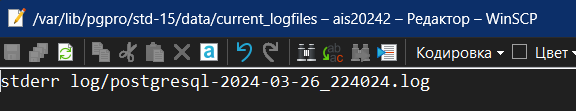 /var/lib/pgpro/std-15/data/current_logfiles – ais20242 – Редактор – WinSCP
Кодировка Цвет
stderr log/postgresql-2024-03-26_224024.log